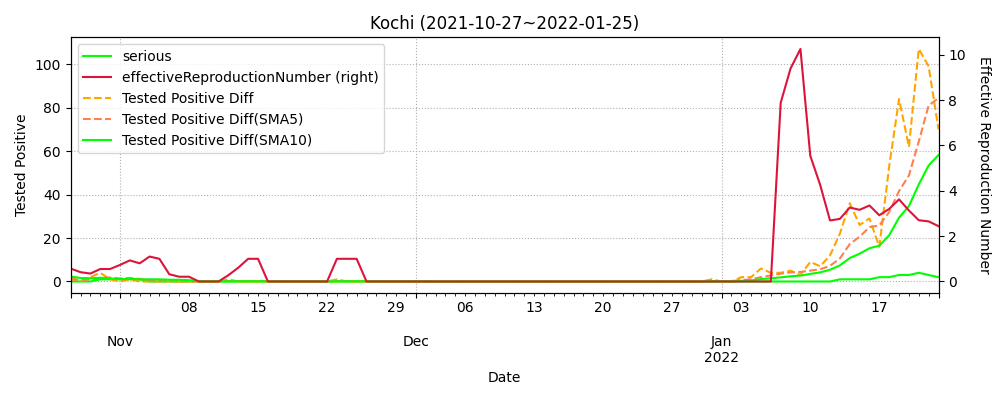 Kochi (2021-10-27~2022-01-25)
serious
effectiveReproductionNumber (right)
Tested Positive Diff
Tested Positive Diff(SMA5)
Tested Positive Diff(SMA10)
Tested Positive
100
80
60
40
20
0
10
8
6
4
2
0
Effective Reproduction Number
08 15 22 29 06 13 20 27 03 10 17
Nov Dec Jan
2022
Date